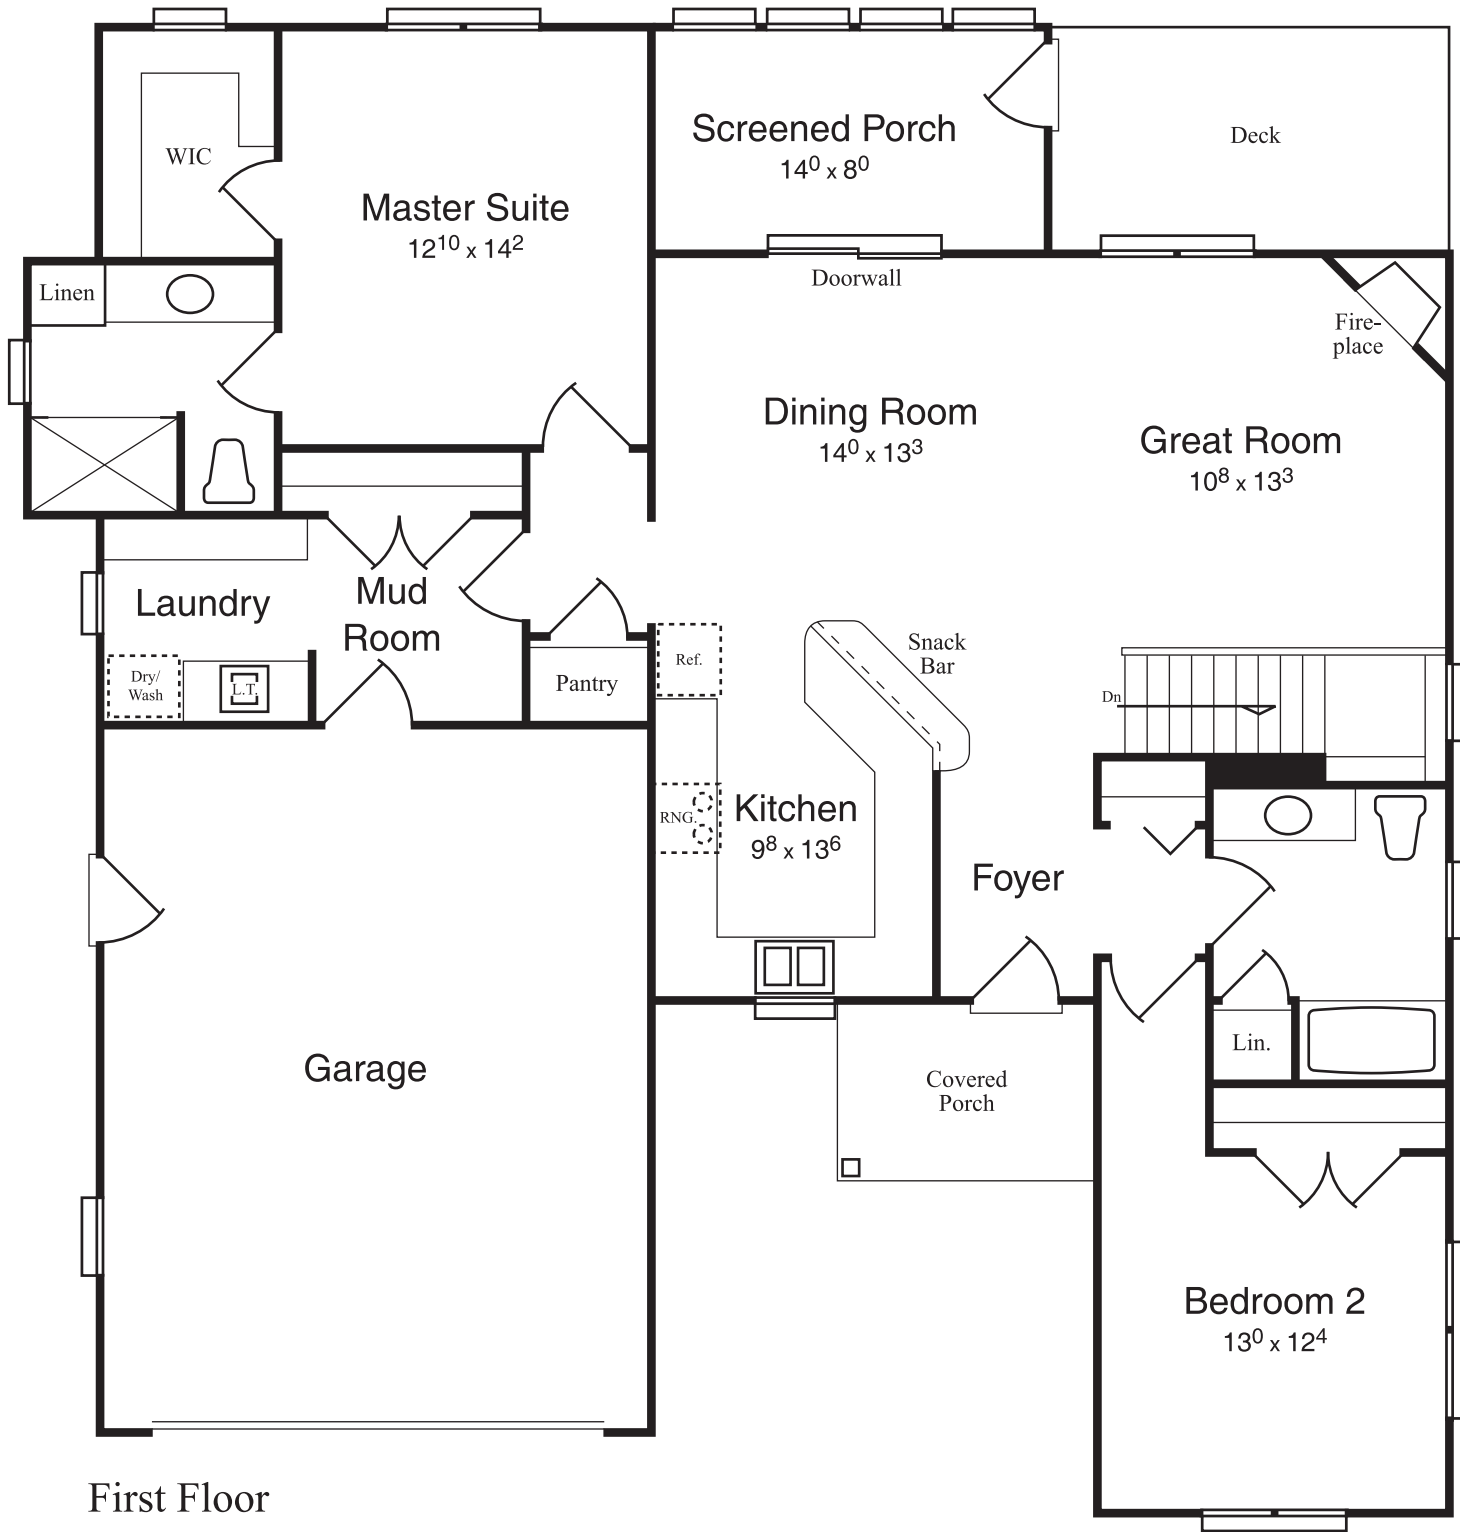 WIC
Master Suite
12¹⁰ x 14²
Screened Porch
14⁰ x 8⁰
Deck
Linen
Doorwall
Fire-
place
Dining Room
14⁰ x 13³
Great Room
10⁸ x 13³
Laundry
Mud
Room
Dry/
Wash
L.T.
Pantry
Ref.
Snack
Bar
Dn
RNG.
Kitchen
9⁸ x 13⁶
Foyer
Lin.
Garage
Covered
Porch
Bedroom 2
13⁰ x 12⁴
First Floor